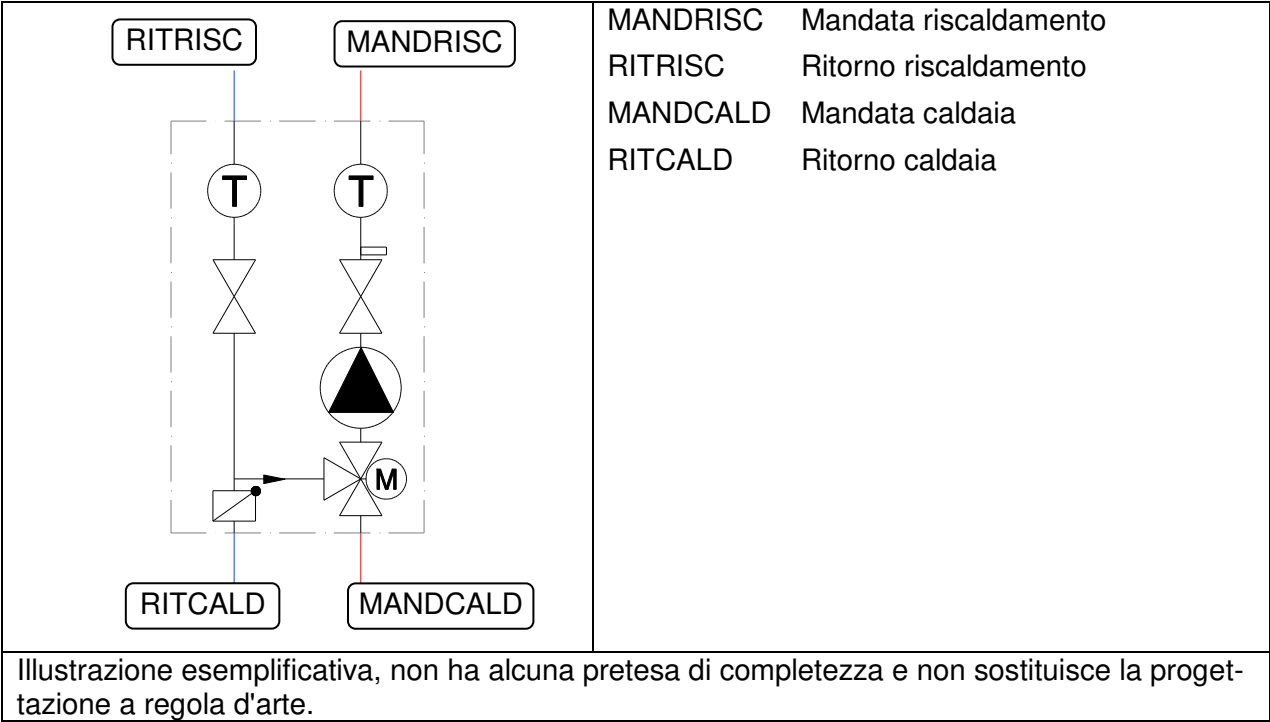 RITRISC MANDRISC
T T
M
RITCALD MANDCALD
MANDRISC Mandata riscaldamento
RITRISC Ritorno riscaldamento
MANDCALD Mandata caldaia
RITCALD Ritorno caldaia
Illustrazione esemplificativa, non ha alcuna pretesa di completezza e non sostituisce la proget-
tazione a regola d'arte.